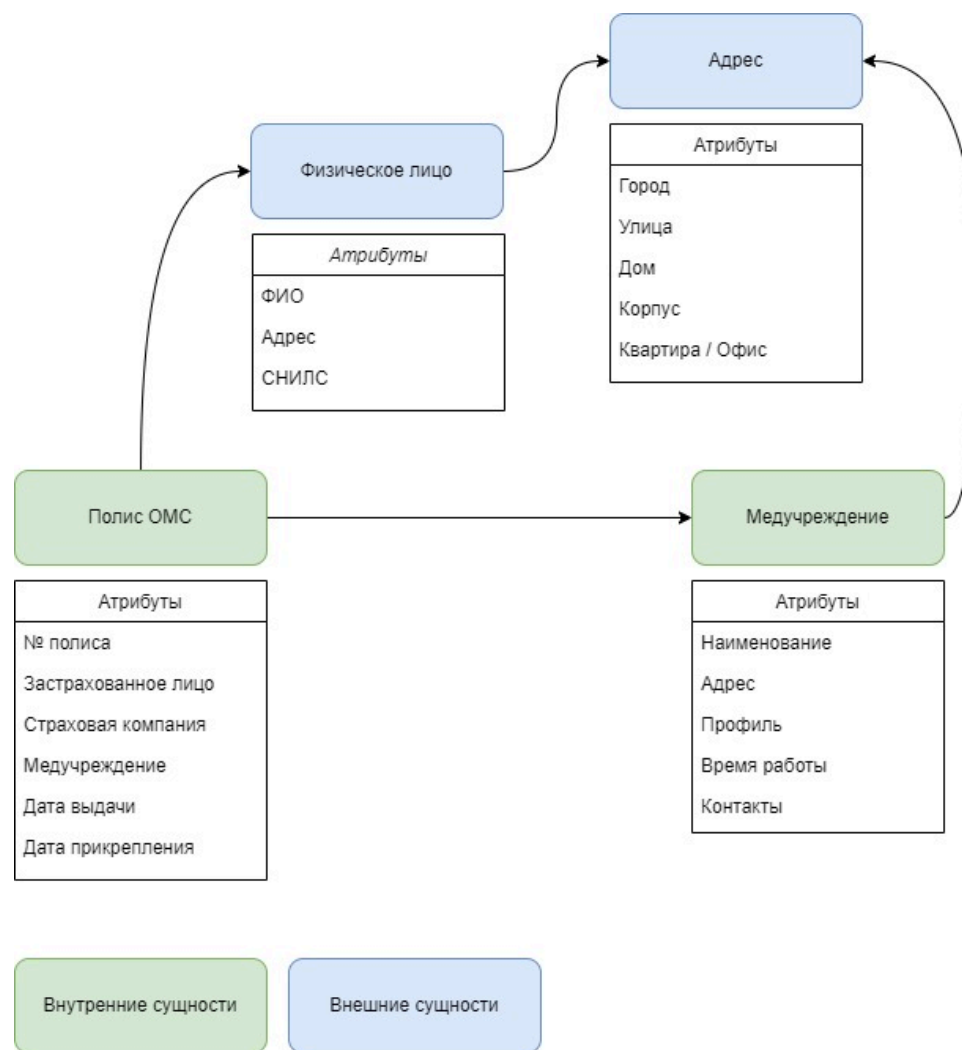 Адрес
Атрибуты
Город
Улица
Дом
Корпус
Квартира / Офис
Физическое лицо
Атрибуты
ФИО
Адрес
СНИЛС
Полис ОМС
Атрибуты
№ полиса
Застрахованное лицо
Страховая компания
Медучреждение
Дата выдачи
Дата прикрепления
Медучреждение
Атрибуты
Наименование
Адрес
Профиль
Время работы
Контакты
Внутренние сущности
Внешние сущности